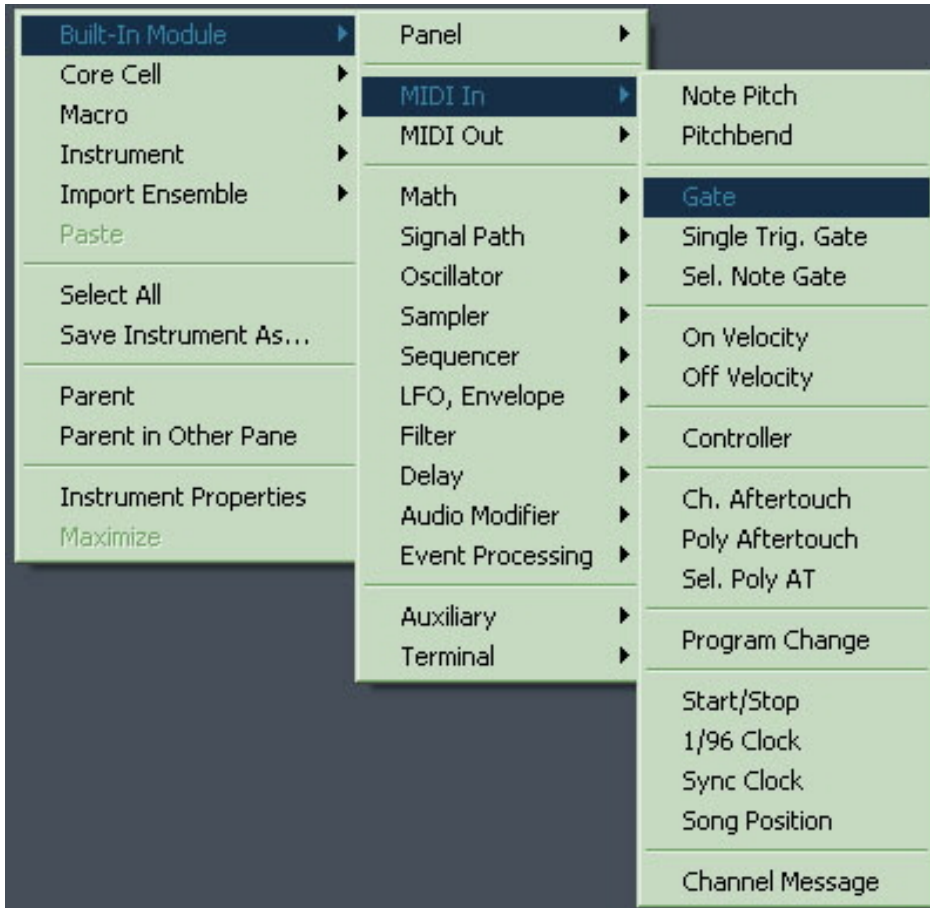 Built-In Module
Core Cell
Macro
Instrument
Import Ensemble
Paste
Select All
Save Instrument As...
Parent
Parent in Other Pane
Instrument Properties
Maximize
Panel
MIDI In
MIDI Out
Math
Signal Path
Oscillator
Sampler
Sequencer
LFO, Envelope
Filter
Delay
Audio Modifier
Event Processing
Auxiliary
Terminal
Note Pitch
Pitchbend
Gate
Single Trig. Gate
Sel. Note Gate
On Velocity
Off Velocity
Controller
Ch. Aftertouch
Poly Aftertouch
Sel. Poly AT
Program Change
Start/Stop
1/96 Clock
Sync Clock
Song Position
Channel Message